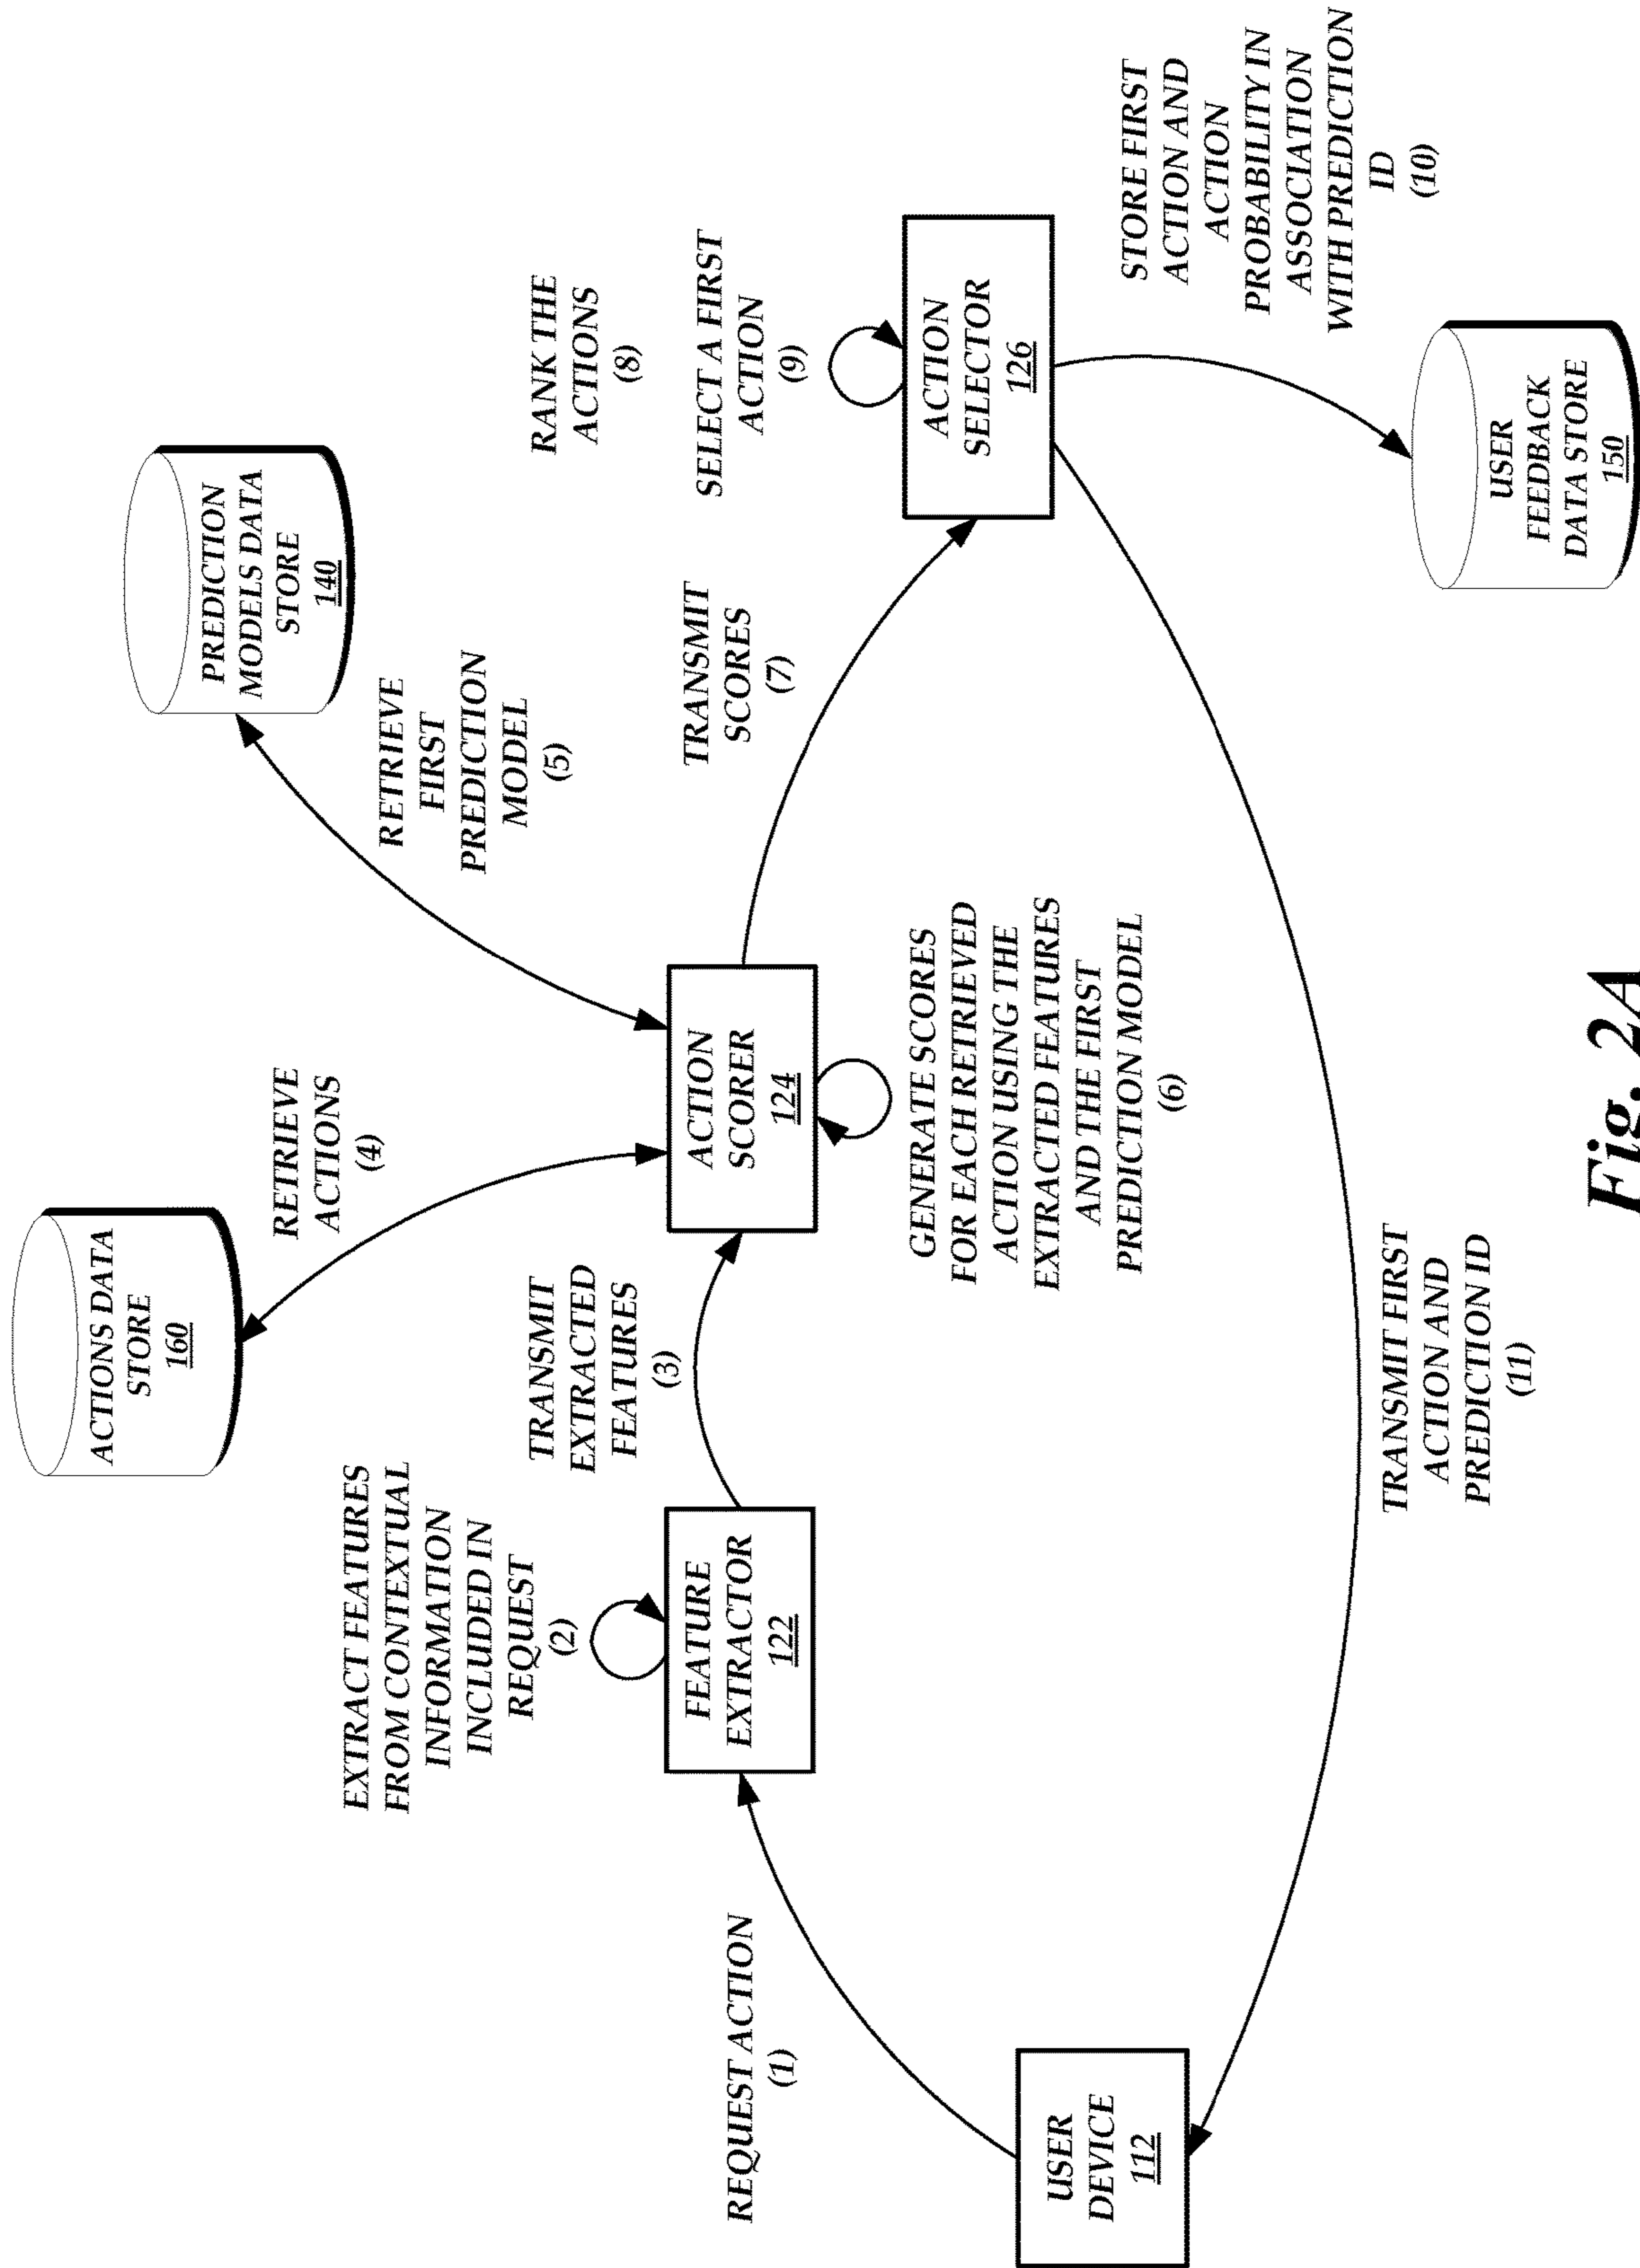 ACTIONS DATA
STORE
160
PREDICTION
MODELS DATA
STORE
140
RETRIEVE
ACTIONS
(4)
RETRIEVE
FIRST
PREDICTION
MODEL
(5)
EXTRACT FEATURES
FROM CONTEXTUAL
INFORMATION
INCLUDED IN
REQUEST
(2)
TRANSMIT
EXTRACTED
FEATURES
(3)
RANK THE
ACTIONS
(8)
SELECT A FIRST
ACTION
(9)
TRANSMIT
SCORES
(7)
REQUEST ACTION
(1)
FEATURE
EXTRACTOR
122
ACTION
SCORER
124
ACTION
SELECTOR
126
GENERATE SCORES
FOR EACH RETRIEVED
ACTION USING THE
EXTRACTED FEATURES
AND THE FIRST
PREDICTION MODEL
(6)
STORE FIRST
ACTION AND
ACTION
PROBABILITY IN
ASSOCIATION
WITH PREDICTION
ID
(10)
USER
DEVICE
112
TRANSMIT FIRST
ACTION AND
PREDICTION ID
(11)
USER
FEEDBACK
DATA STORE
150
Fig. 2A